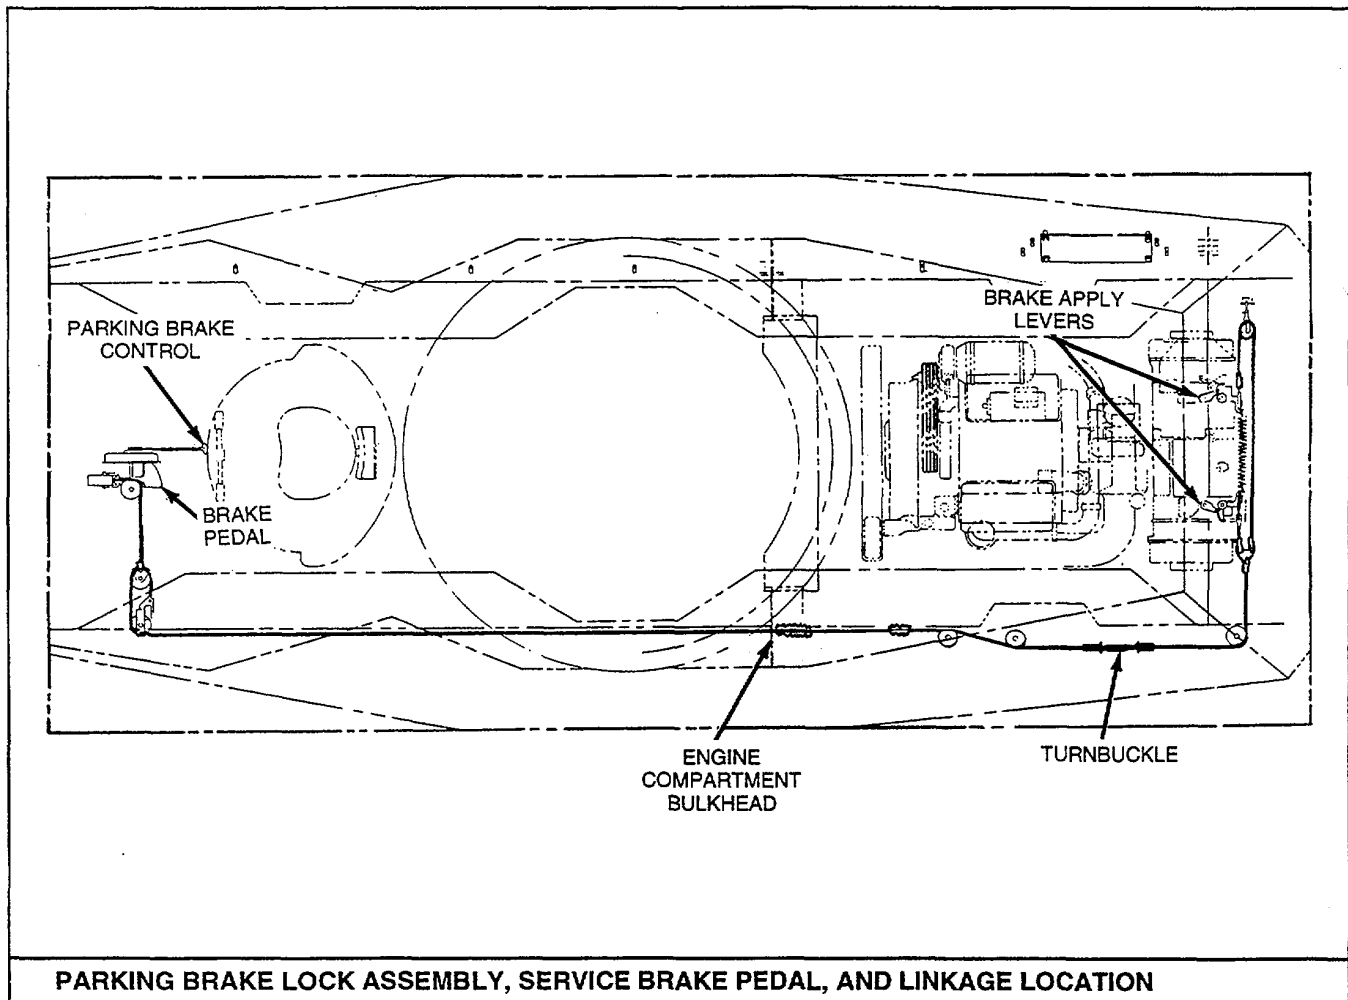 BRAKE APPLY
LEVERS
PARKING BRAKE
CONTROL
BRAKE
PEDAL
ENGINE
COMPARTMENT
BULKHEAD
TURNBUCKLE
PARKING BRAKE LOCK ASSEMBLY, SERVICE BRAKE PEDAL, AND LINKAGE LOCATION